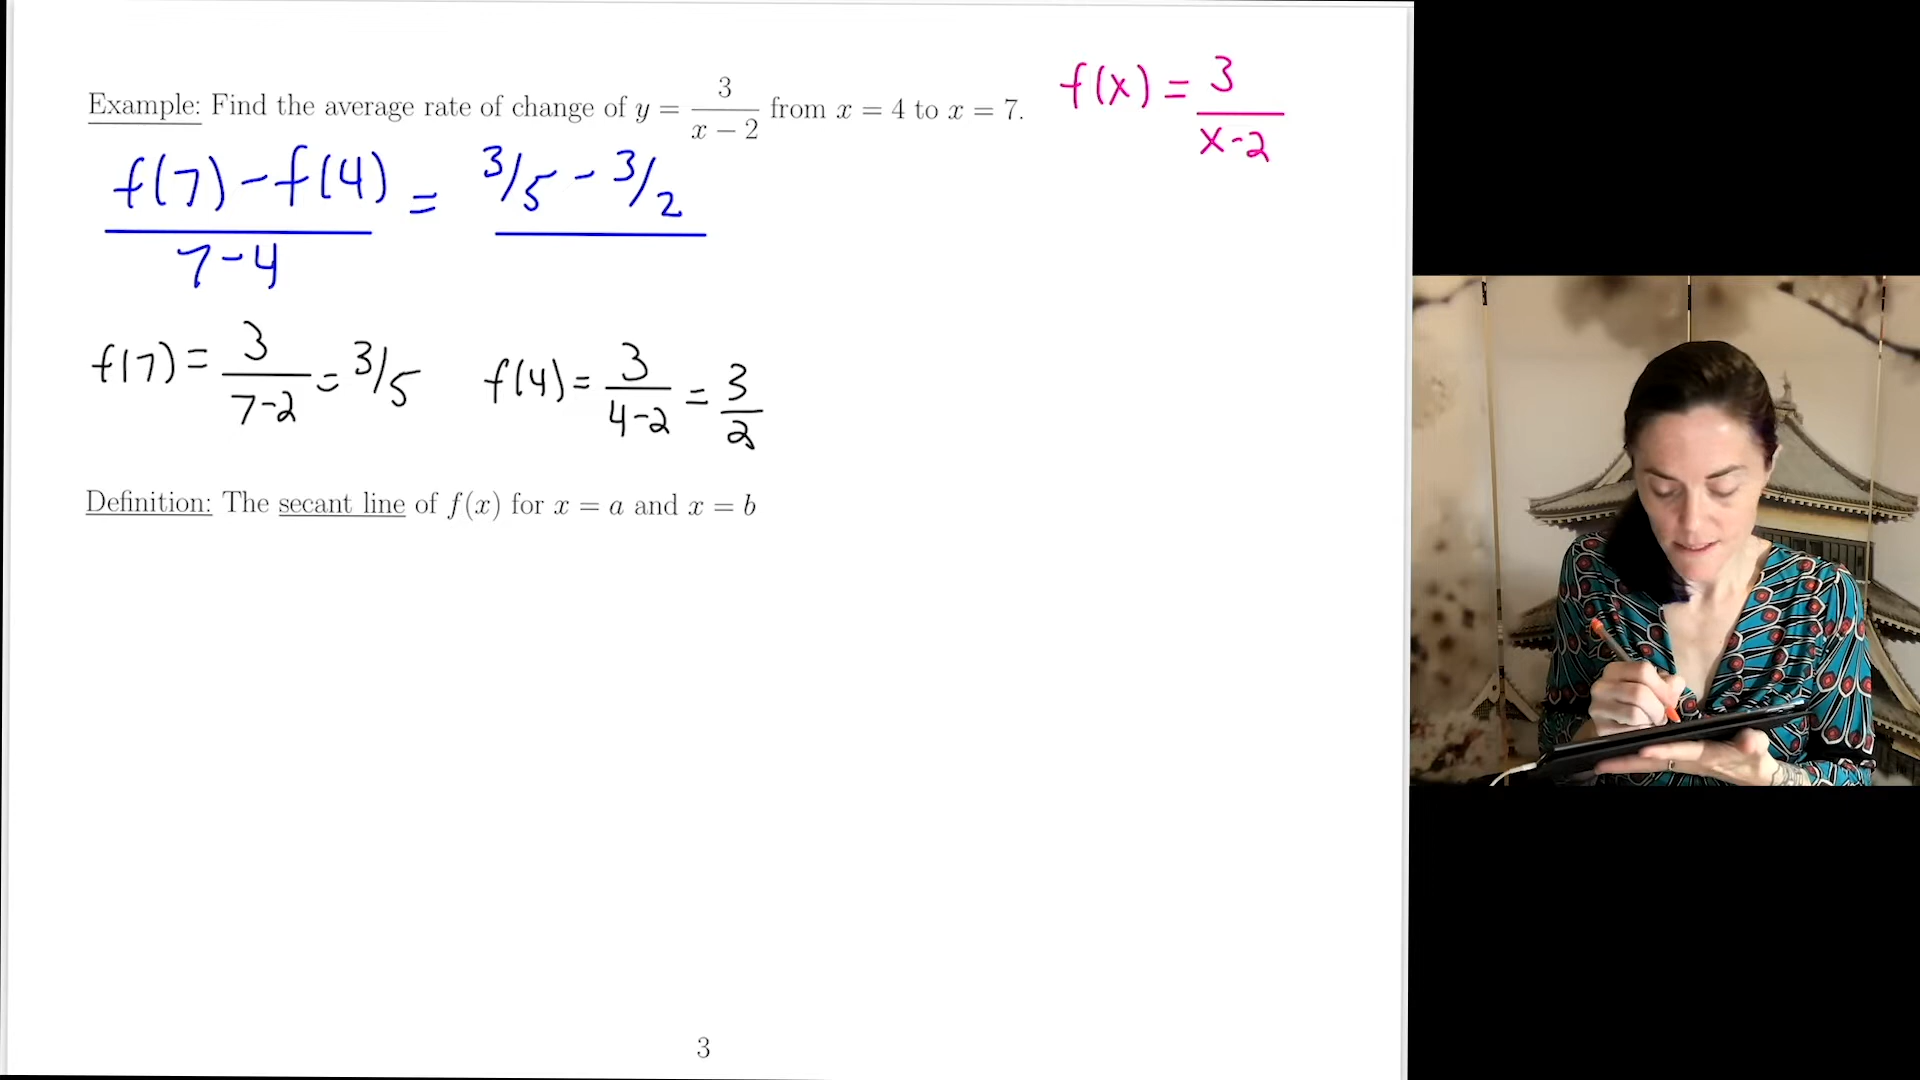 Example: Find the average rate of change of y = 3/(x − 2) from x = 4 to x = 7.
f(x) = 3/(x-2)
(f(7) - f(4))/(7-4) = (3/5 - 3/2)/
f(7) = 3/(7-2) = 3/5
f(4) = 3/(4-2) = 3/2
Definition: The secant line of f(x) for x = a and x = b
3